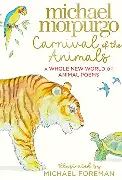 michael
morpurgo
Carnival of the
Animals
A WHOLE NEW WORLD OF
ANIMAL POEMS
Illustrated by
MICHAEL FOREMAN